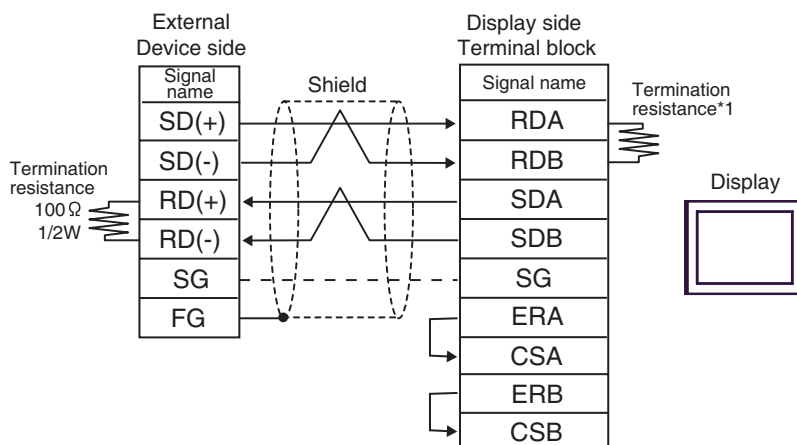 External
Device side
Signal
name
SD(+)
SD(-)
RD(+)
RD(-)
SG
FG
Termination
resistance
100 Ω
1/2W
Shield
Display side
Terminal block
Signal name
RDA
RDB
SDA
SDB
SG
ERA
CSA
ERB
CSB
Termination
resistance*1
Display